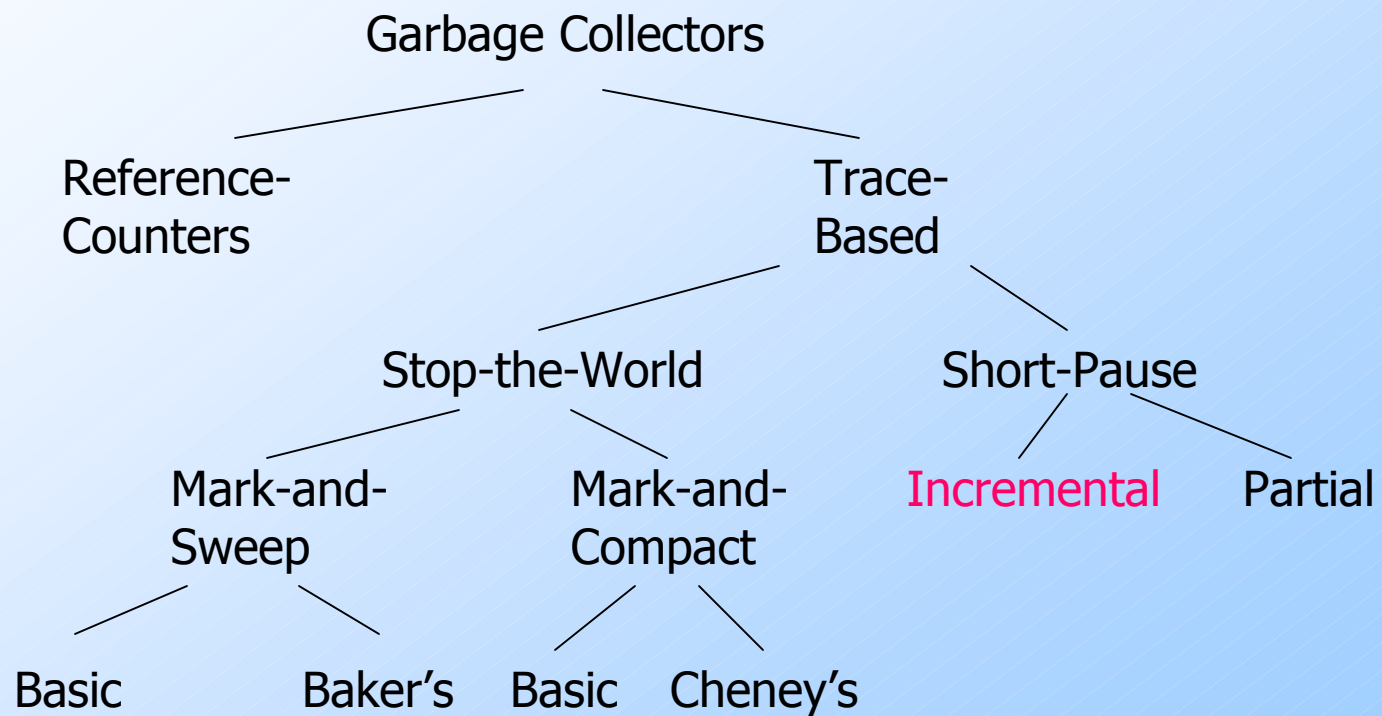 Garbage Collectors
Reference-
Counters
Trace-
Based
Stop-the-World
Short-Pause
Mark-and-
Sweep
Mark-and-
Compact
Incremental
Partial
Basic
Baker’s
Basic
Cheney’s